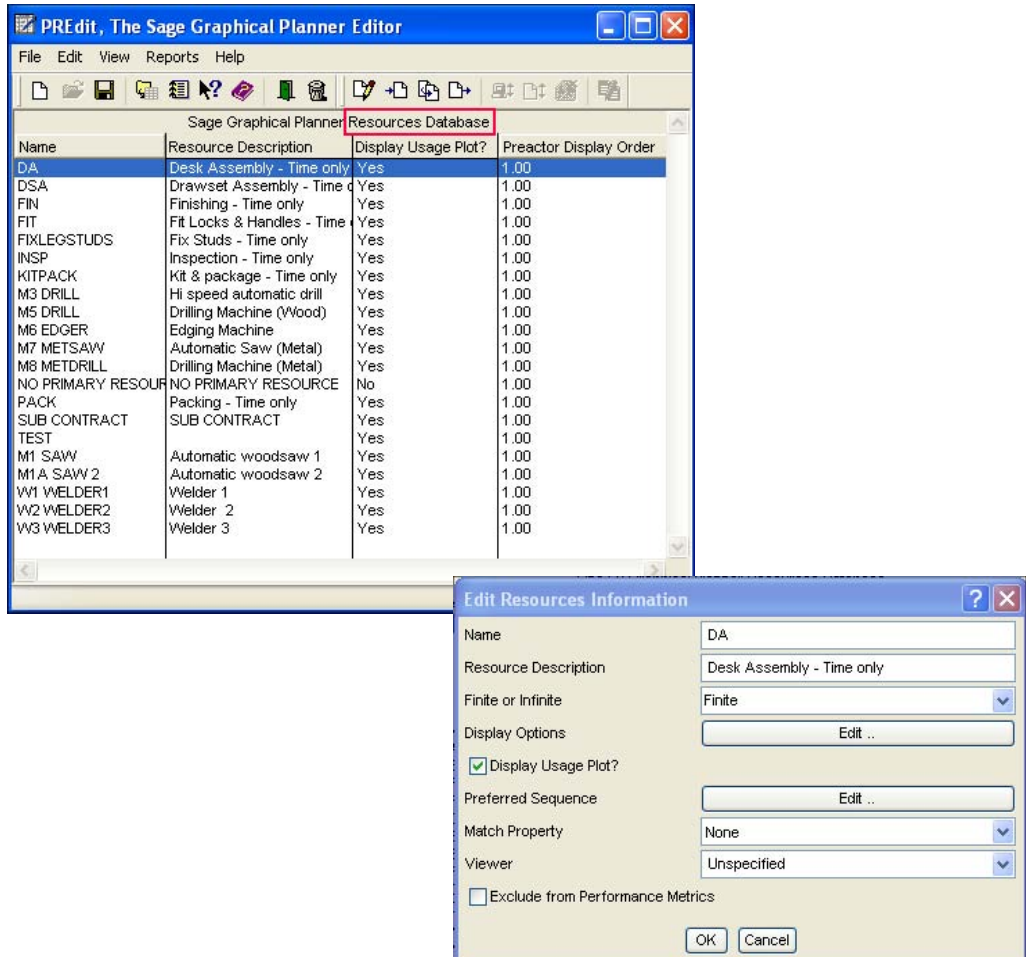 PREdit, The Sage Graphical Planner Editor
File Edit View Reports Help
Sage Graphical Planner Resources Database
Name Resource Description Display Usage Plot? Preactor Display Order
DA Desk Assembly - Time only Yes 1.00
DSA Drawset Assembly - Time Yes 1.00
FIN Finishing - Time only Yes 1.00
FIT Fit Locks & Handles - Time Yes 1.00
FIXLEGSTUDS Fix Studs - Time only Yes 1.00
INSP Inspection - Time only Yes 1.00
KITPACK Kit & package - Time only Yes 1.00
M3 DRILL Hi speed automatic drill Yes 1.00
M5 DRILL Drilling Machine (Wood) Yes 1.00
M6 EDGER Edging Machine Yes 1.00
M7 METSAW Automatic Saw (Metal) Yes 1.00
M8 METDRILL Drilling Machine (Metal) Yes 1.00
NO PRIMARY RESOUR NO PRIMARY RESOURCE No 1.00
PACK Packing - Time only Yes 1.00
SUB CONTRACT SUB CONTRACT Yes 1.00
TEST Yes 1.00
M1 SAW Automatic woodsaw 1 Yes 1.00
M1A SAW 2 Automatic woodsaw 2 Yes 1.00
W1 WELDER1 Welder 1 Yes 1.00
W2 WELDER2 Welder 2 Yes 1.00
W3 WELDER3 Welder 3 Yes 1.00
Edit Resources Information
Name DA
Resource Description Desk Assembly - Time only
Finite or Infinite Finite
Display Options Edit ..
Display Usage Plot?
Preferred Sequence Edit ..
Match Property None
Viewer Unspecified
Exclude from Performance Metrics
OK Cancel